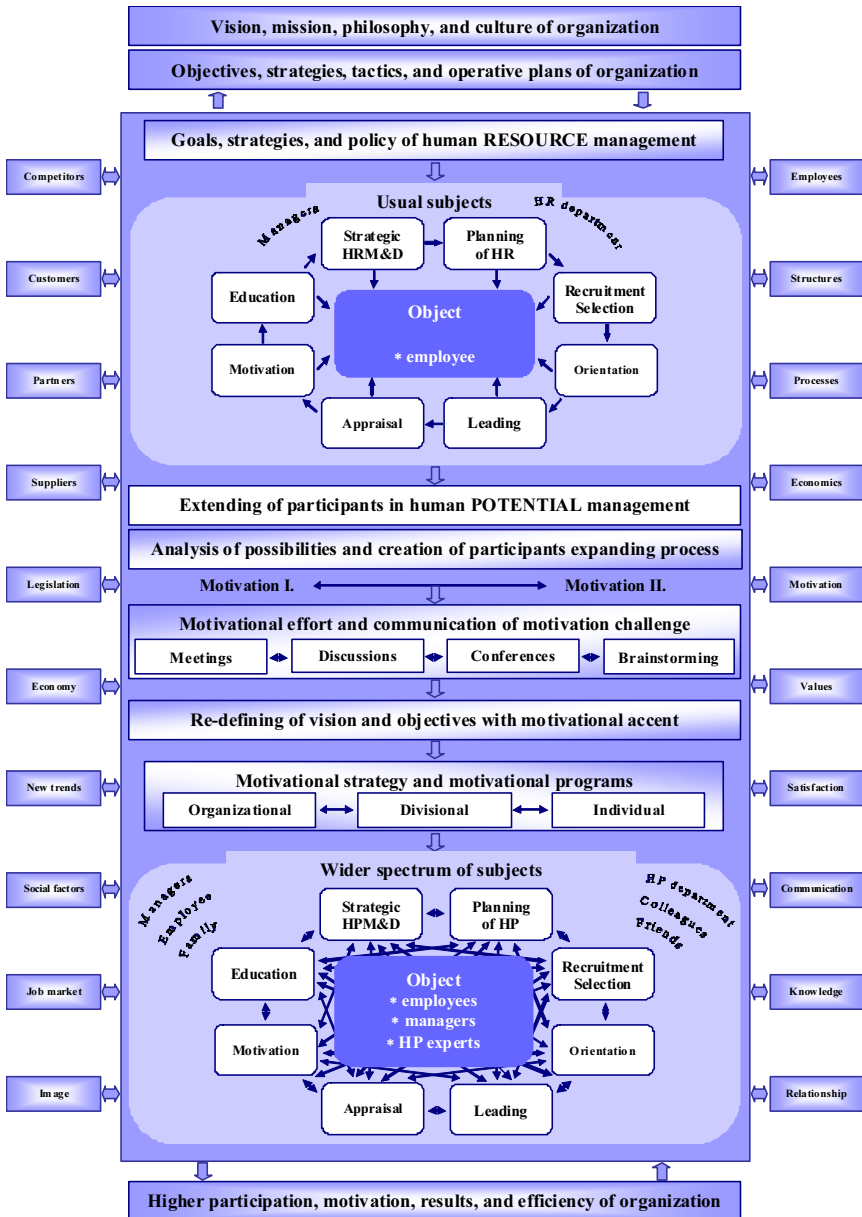 Vision, mission, philosophy, and culture of organization
Objectives, strategies, tactics, and operative plans of organization
Goals, strategies, and policy of human RESOURCE management
Competitors
Customers
Partners
Suppliers
Legislation
Economy
New trends
Social factors
Job market
Image
Employees
Structures
Processes
Economics
Motivation
Values
Satisfaction
Communication
Knowledge
Relationship
Usual subjects
Managers
HR department
Strategic
HRM&D
Planning
of HR
Education
Recruitment
Selection
Object
* employee
Motivation
Orientation
Appraisal
Leading
Extending of participants in human POTENTIAL management
Analysis of possibilities and creation of participants expanding process
Motivation I.
Motivation II.
Motivational effort and communication of motivation challenge
Meetings
Discussions
Conferences
Brainstorming
Re-defining of vision and objectives with motivational accent
Motivational strategy and motivational programs
Organizational
Divisional
Individual
Wider spectrum of subjects
Managers
Employee
Family
HP department
Colleagues
Friends
Strategic
HPM&D
Planning
of HP
Education
Recruitment
Selection
Object
* employees
* managers
* HP experts
Motivation
Orientation
Appraisal
Leading
Higher participation, motivation, results, and efficiency of organization